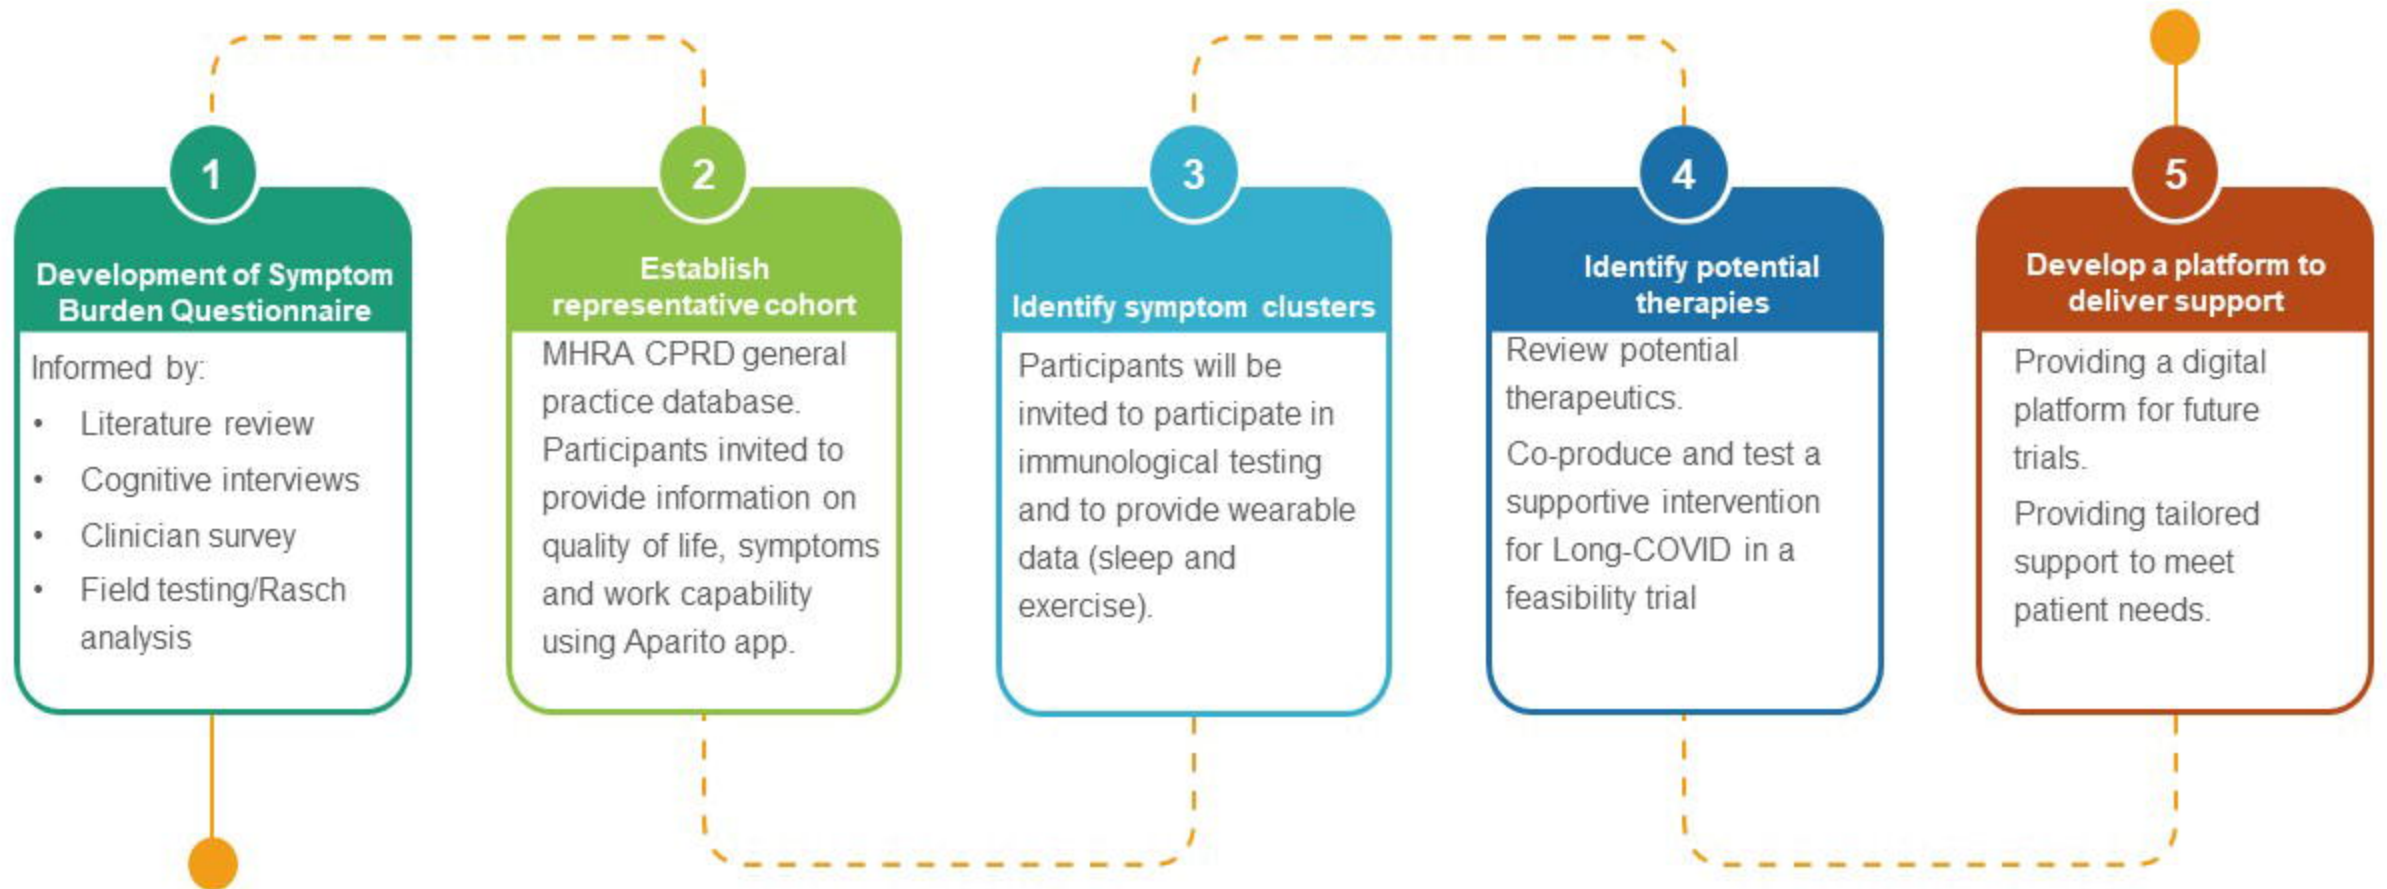 1
Development of Symptom
Burden Questionnaire
Informed by:
• Literature review
• Cognitive interviews
• Clinician survey
• Field testing/Rasch
analysis
2
Establish
representative cohort
MHRA CPRD general
practice database.
Participants invited to
provide information on
quality of life, symptoms
and work capability
using Aparito app.
3
Identify symptom clusters
Participants will be
invited to participate in
immunological testing
and to provide wearable
data (sleep and
exercise).
4
Identify potential
therapies
Review potential
therapeutics.
Co-produce and test a
supportive intervention
for Long-COVID in a
feasibility trial
5
Develop a platform to
deliver support
Providing a digital
platform for future
trials.
Providing tailored
support to meet
patient needs.